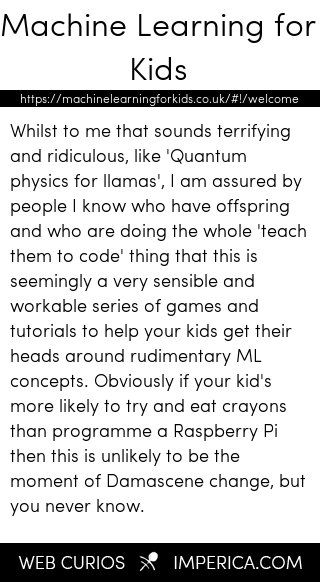 Machine Learning for
Kids
https://machinelearningforkids.co.uk/#!/welcome
Whilst to me that sounds terrifying
and ridiculous, like 'Quantum
physics for llamas', I am assured by
people I know who have offspring
and who are doing the whole 'teach
them to code' thing that this is
seemingly a very sensible and
workable series of games and
tutorials to help your kids get their
heads around rudimentary ML
concepts. Obviously if your kid's
more likely to try and eat crayons
than programme a Raspberry Pi
then this is unlikely to be the
moment of Damascene change, but
you never know.
WEB CURIOS IMPERICA.COM